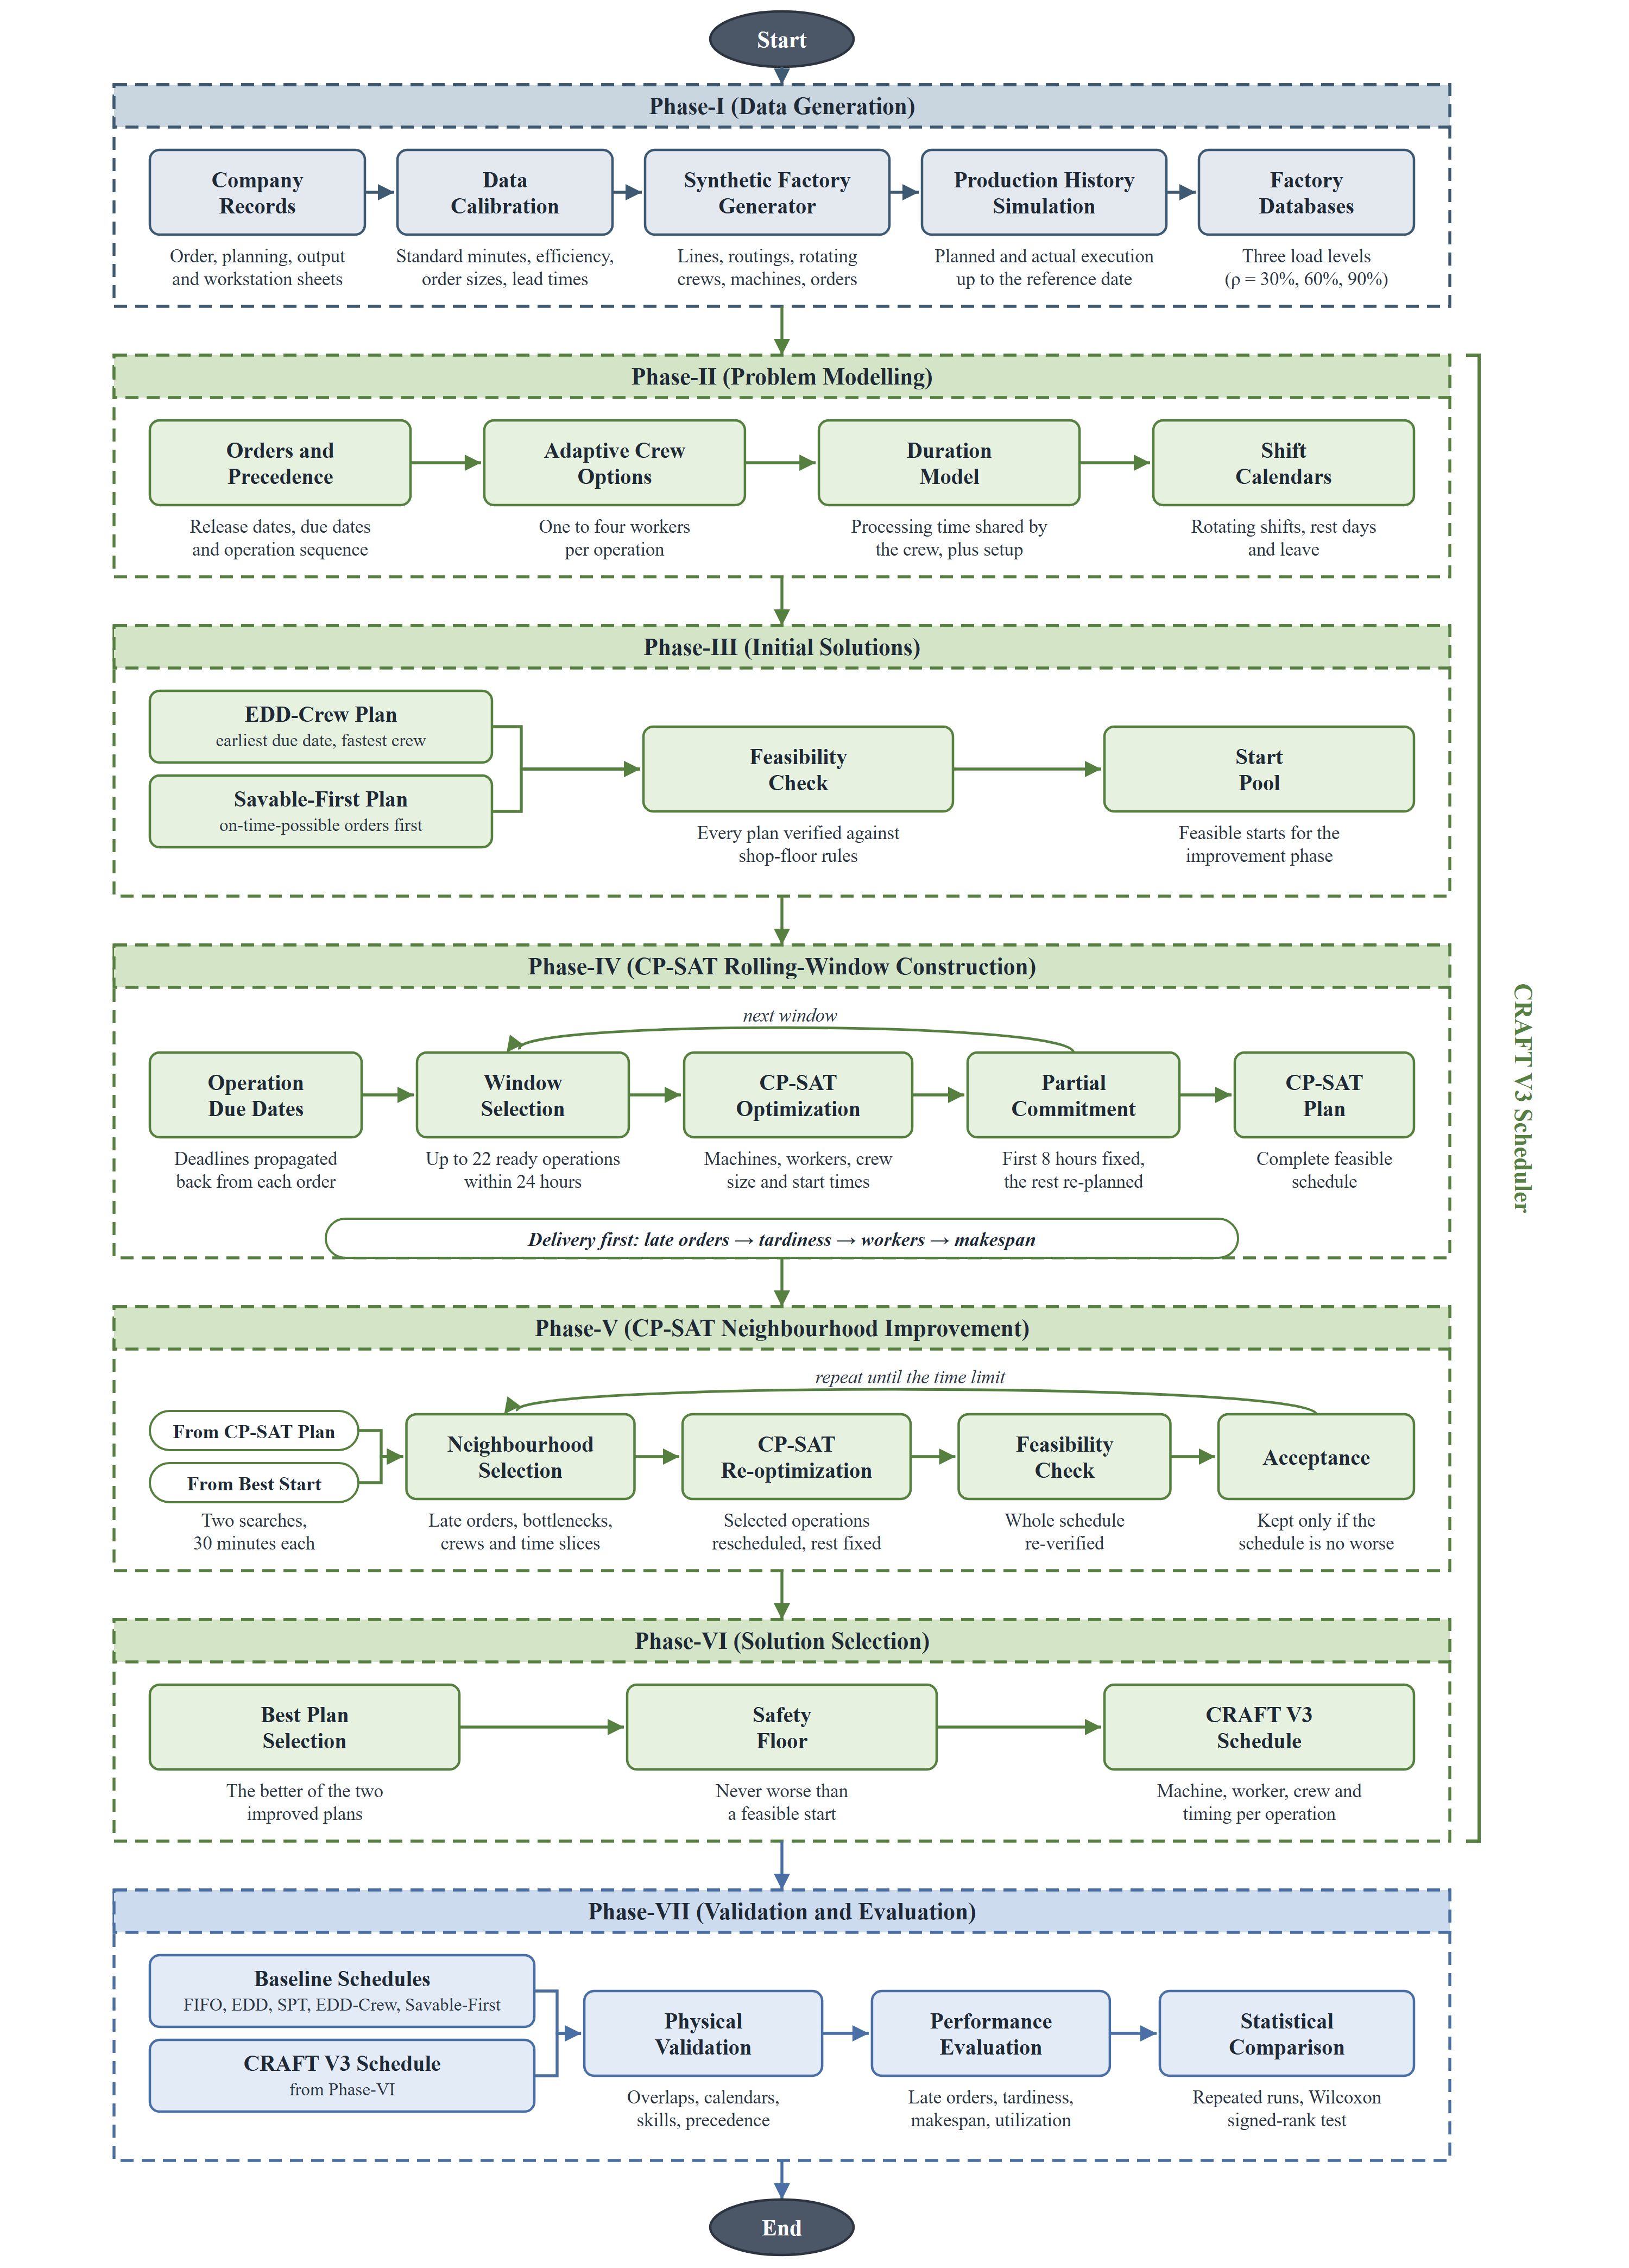 Start
Phase-I (Data Generation)
Company
Records
Order, planning, output
and workstation sheets
Data
Calibration
Standard minutes, efficiency,
order sizes, lead times
Synthetic Factory
Generator
Lines, routings, rotating
crews, machines, orders
Production History
Simulation
Planned and actual execution
up to the reference date
Factory
Databases
Three load levels
(ρ = 30%, 60%, 90%)
Phase-II (Problem Modelling)
Orders and
Precedence
Release dates, due dates
and operation sequence
Adaptive Crew
Options
One to four workers
per operation
Duration
Model
Processing time shared by
the crew, plus setup
Shift
Calendars
Rotating shifts, rest days
and leave
Phase-III (Initial Solutions)
EDD-Crew Plan
earliest due date, fastest crew
Savable-First Plan
on-time-possible orders first
Feasibility
Check
Every plan verified against
shop-floor rules
Start
Pool
Feasible starts for the
improvement phase
Phase-IV (CP-SAT Rolling-Window Construction)
next window
Operation
Due Dates
Deadlines propagated
back from each order
Window
Selection
Up to 22 ready operations
within 24 hours
CP-SAT
Optimization
Machines, workers, crew
size and start times
Partial
Commitment
First 8 hours fixed,
the rest re-planned
CP-SAT
Plan
Complete feasible
schedule
Delivery first: late orders → tardiness → workers → makespan
CRAFT V3 Scheduler
Phase-V (CP-SAT Neighbourhood Improvement)
repeat until the time limit
From CP-SAT Plan
From Best Start
Two searches,
30 minutes each
Neighbourhood
Selection
Late orders, bottlenecks,
crews and time slices
CP-SAT
Re-optimization
Selected operations
rescheduled, rest fixed
Feasibility
Check
Whole schedule
re-verified
Acceptance
Kept only if the
schedule is no worse
Phase-VI (Solution Selection)
Best Plan
Selection
The better of the two
improved plans
Safety
Floor
Never worse than
a feasible start
CRAFT V3
Schedule
Machine, worker, crew and
timing per operation
Phase-VII (Validation and Evaluation)
Baseline Schedules
FIFO, EDD, SPT, EDD-Crew, Savable-First
CRAFT V3 Schedule
from Phase-VI
Physical
Validation
Overlaps, calendars,
skills, precedence
Performance
Evaluation
Late orders, tardiness,
makespan, utilization
Statistical
Comparison
Repeated runs, Wilcoxon
signed-rank test
End